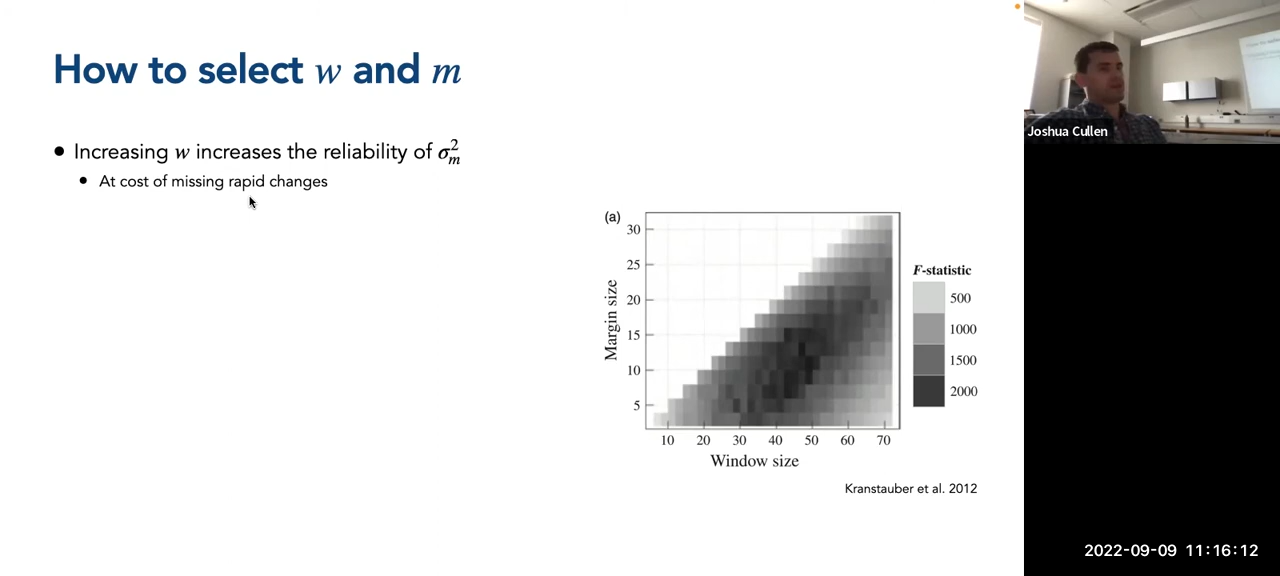 How to select w and m
Joshua Cullen
• Increasing w increases the reliability of σ²ₘ
• At cost of missing rapid changes
(a)
30
25
20
15
10
5
Margin size
10 20 30 40 50 60 70
Window size
F-statistic
500
1000
1500
2000
Kranstauber et al. 2012
2022-09-09 11:16:12